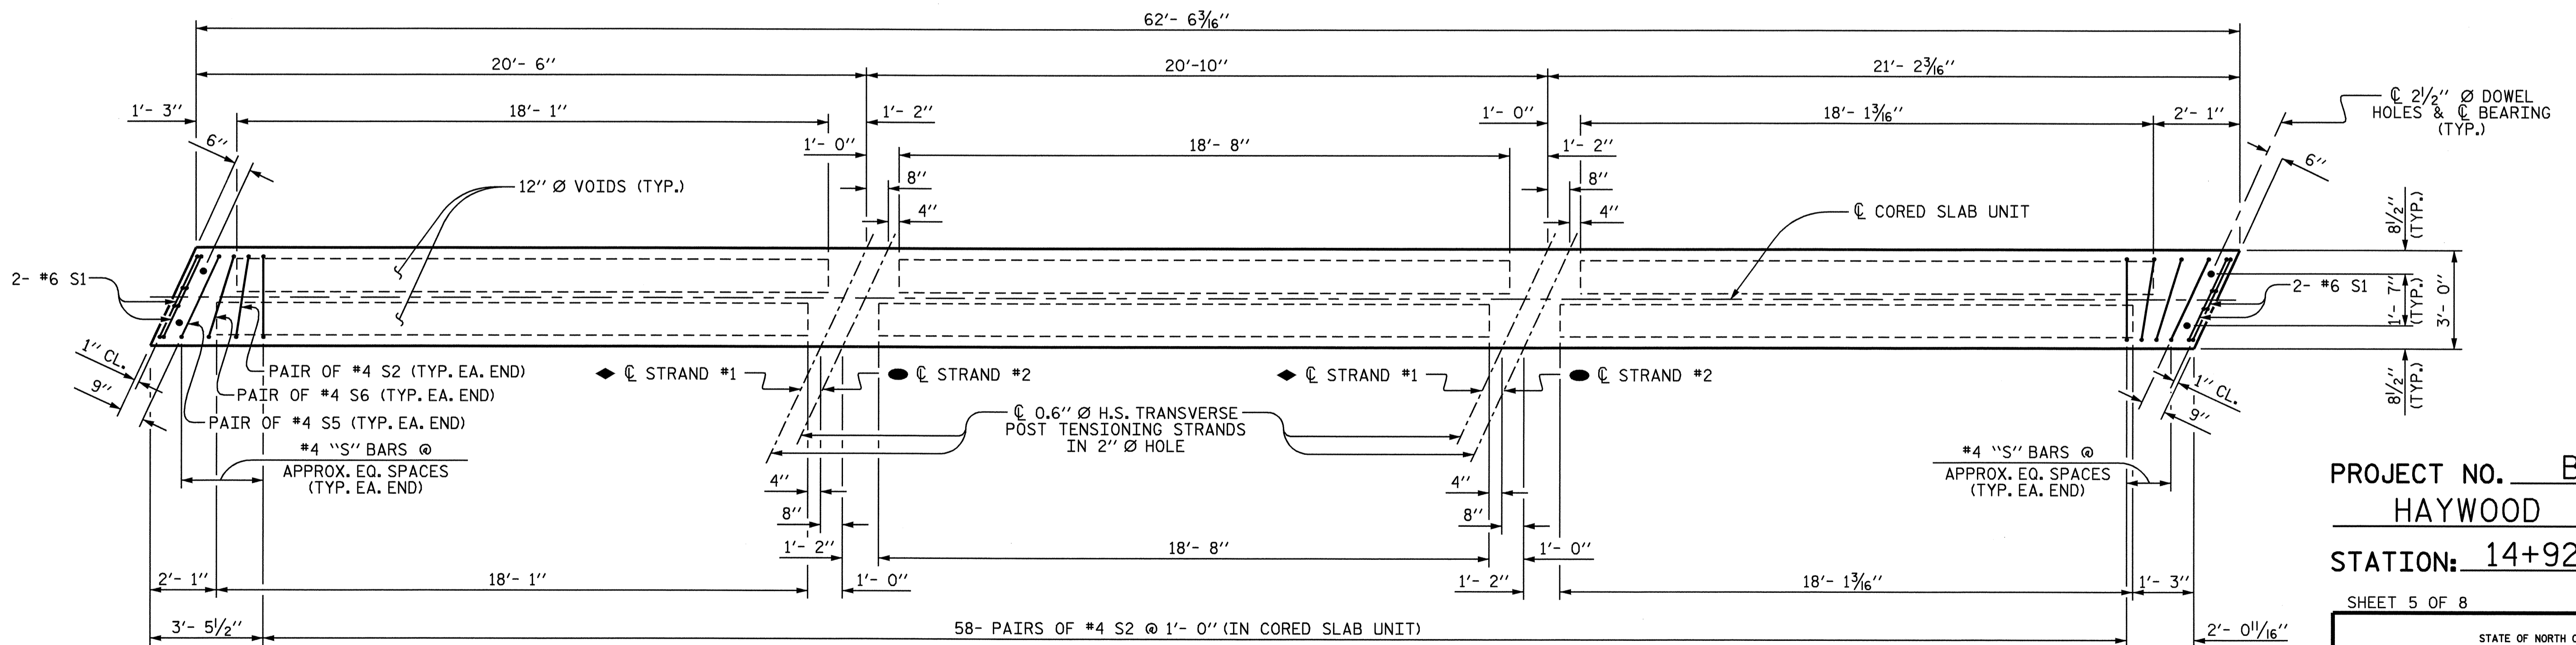 62'- 6 3/16"
20'- 6"
20'-10"
21'- 2 3/16"
1'- 3"
18'- 1"
1'- 2"
1'- 0"
18'- 1 3/16"
2'- 1"
℄ 2 1/2" Ø DOWEL
HOLES & ℄ BEARING
(TYP.)
6"
1'- 0"
18'- 8"
1'- 2"
6"
12" Ø VOIDS (TYP.)
8"
8"
4"
4"
℄ CORED SLAB UNIT
8 1/2"
(TYP.)
2- #6 S1
2- #6 S1
1'- 7"
(TYP.)
3'- 0"
1" CL.
9"
PAIR OF #4 S2 (TYP. EA. END)
PAIR OF #4 S6 (TYP. EA. END)
PAIR OF #4 S5 (TYP. EA. END)
◆ ℄ STRAND #1
⬬ ℄ STRAND #2
◆ ℄ STRAND #1
⬬ ℄ STRAND #2
1" CL.
9"
8 1/2"
(TYP.)
℄ 0.6" Ø H.S. TRANSVERSE
POST TENSIONING STRANDS
IN 2" Ø HOLE
#4 "S" BARS @
APPROX. EQ. SPACES
(TYP. EA. END)
#4 "S" BARS @
APPROX. EQ. SPACES
(TYP. EA. END)
PROJECT NO. B
HAYWOOD
STATION: 14+92
SHEET 5 OF 8
STATE OF NORTH C
4"
4"
8"
8"
1'- 2"
18'- 8"
1'- 0"
2'- 1"
18'- 1"
1'- 0"
1'- 2"
18'- 1 3/16"
1'- 3"
3'- 5 1/2"
58- PAIRS OF #4 S2 @ 1'- 0" (IN CORED SLAB UNIT)
2'- 0 11/16"